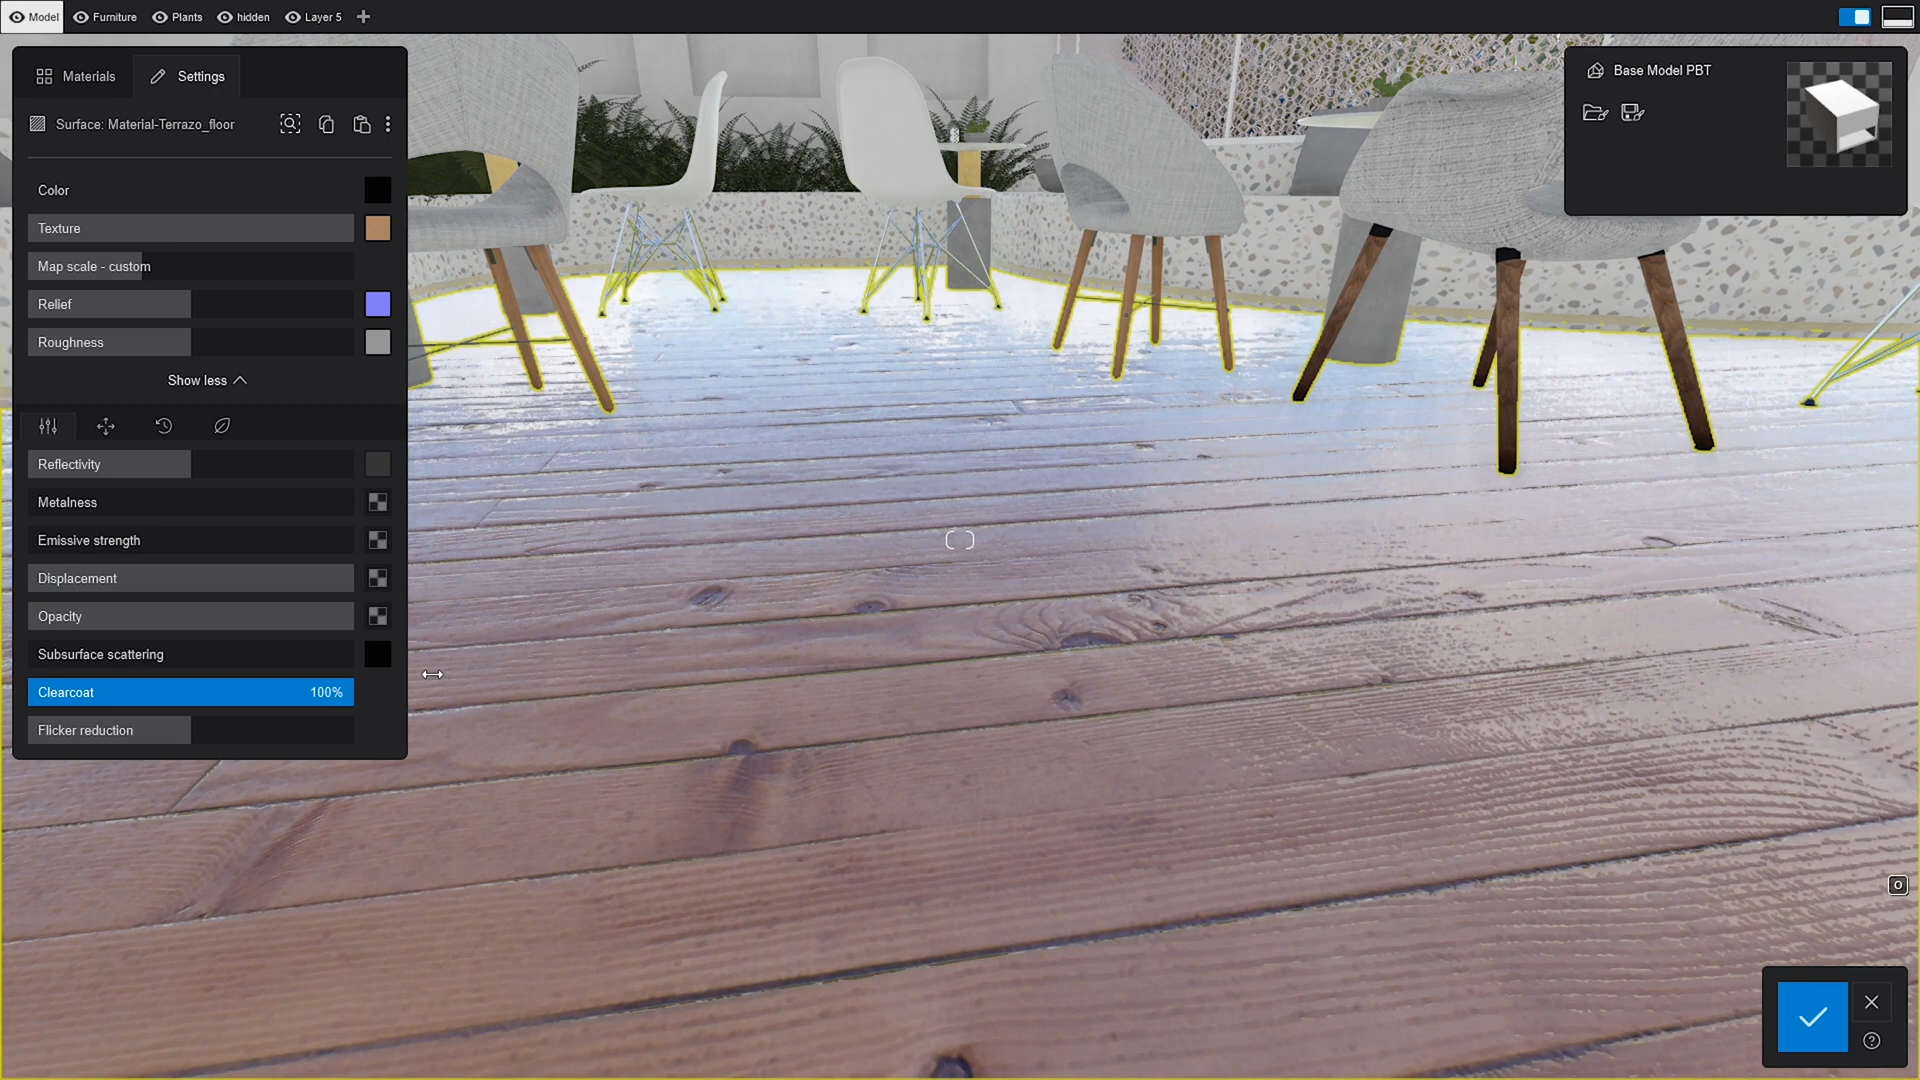 Model Furniture Plants hidden Layer 5
Materials Settings
Surface: Material-Terrazo_floor
Color
Texture
Map scale - custom
Relief
Roughness
Show less
Reflectivity
Metalness
Emissive strength
Displacement
Opacity
Subsurface scattering
Clearcoat 100%
Flicker reduction
Base Model PBT
O